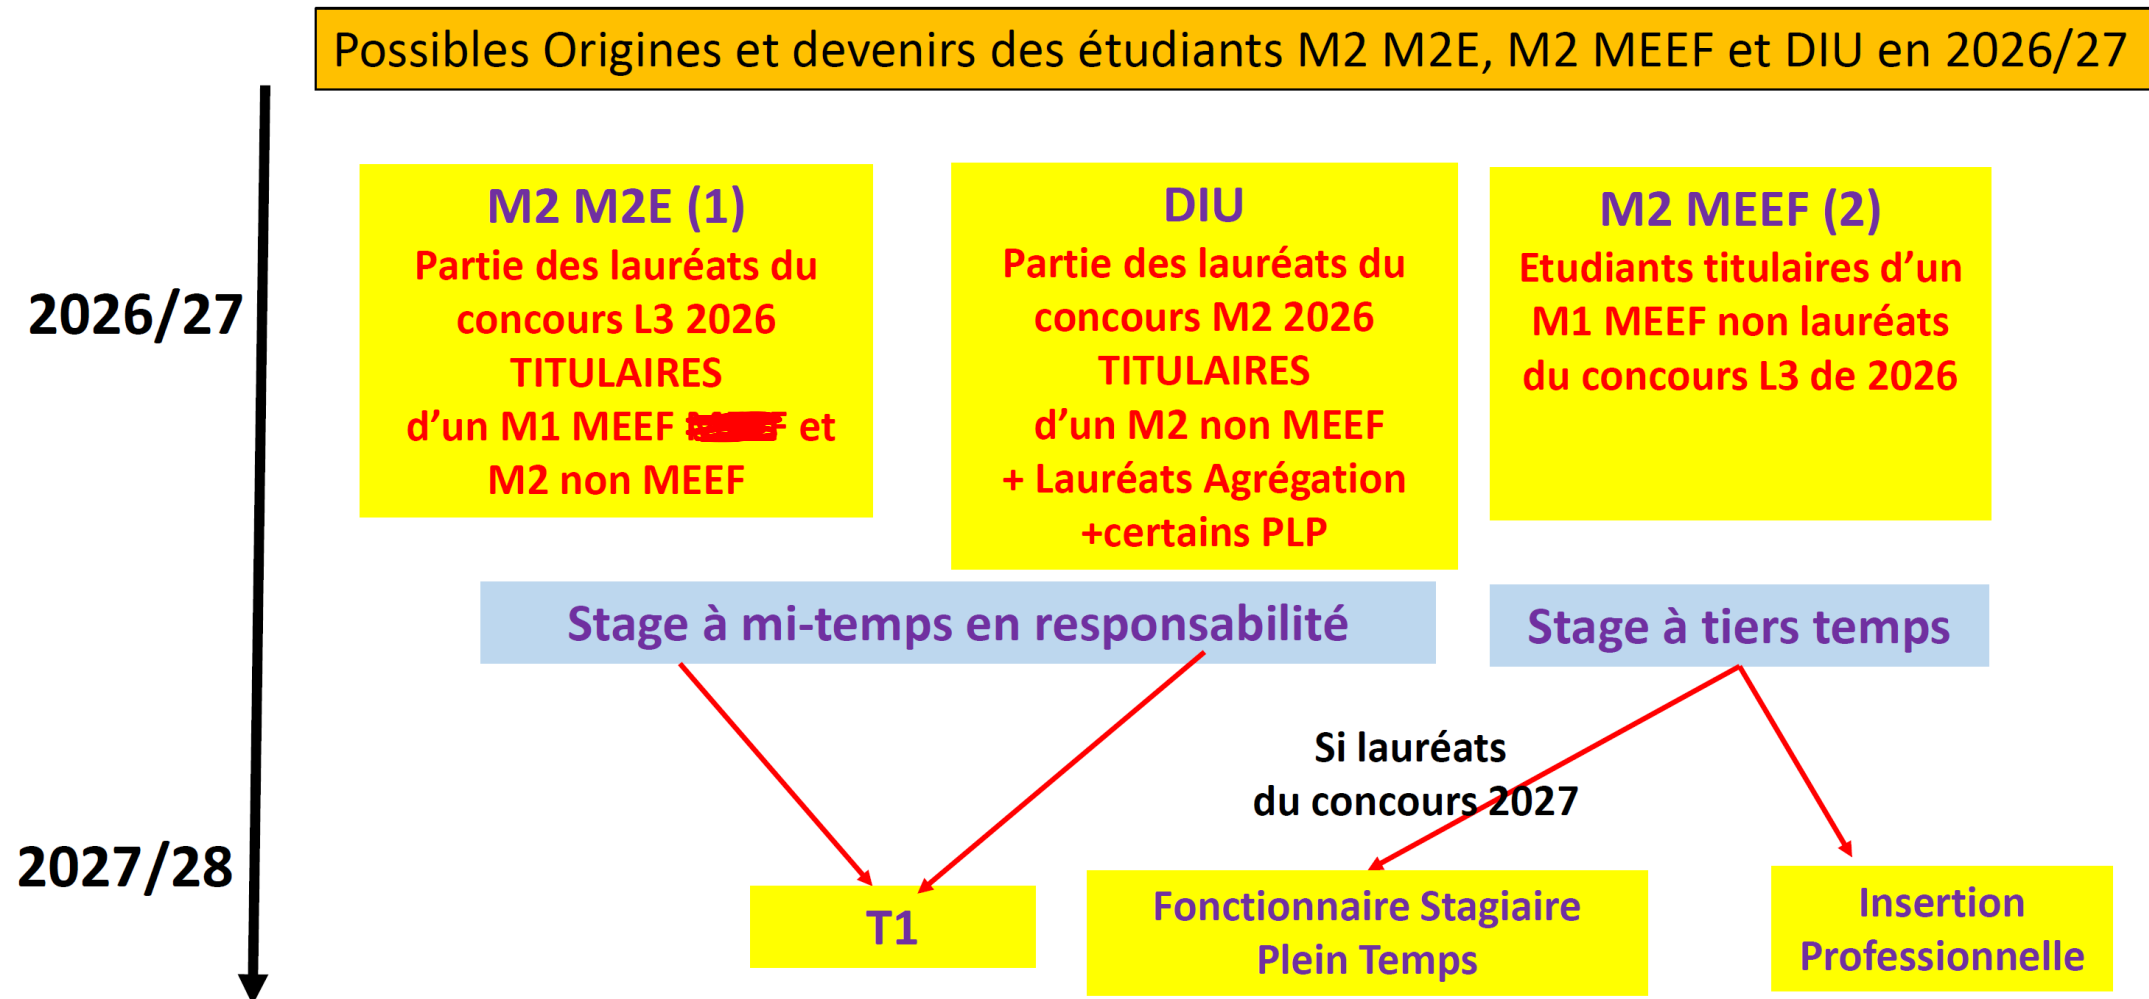 Possibles Origines et devenirs des étudiants M2 M2E, M2 MEEF et DIU en 2026/27
2026/27
M2 M2E (1)
Partie des lauréats du
concours L3 2026
TITULAIRES
d’un M1 MEEF et
M2 non MEEF
DIU
Partie des lauréats du
concours M2 2026
TITULAIRES
d’un M2 non MEEF
+ Lauréats Agrégation
+certains PLP
M2 MEEF (2)
Etudiants titulaires d’un
M1 MEEF non lauréats
du concours L3 de 2026
Stage à mi-temps en responsabilité
Stage à tiers temps
Si lauréats
du concours 2027
2027/28
T1
Fonctionnaire Stagiaire
Plein Temps
Insertion
Professionnelle